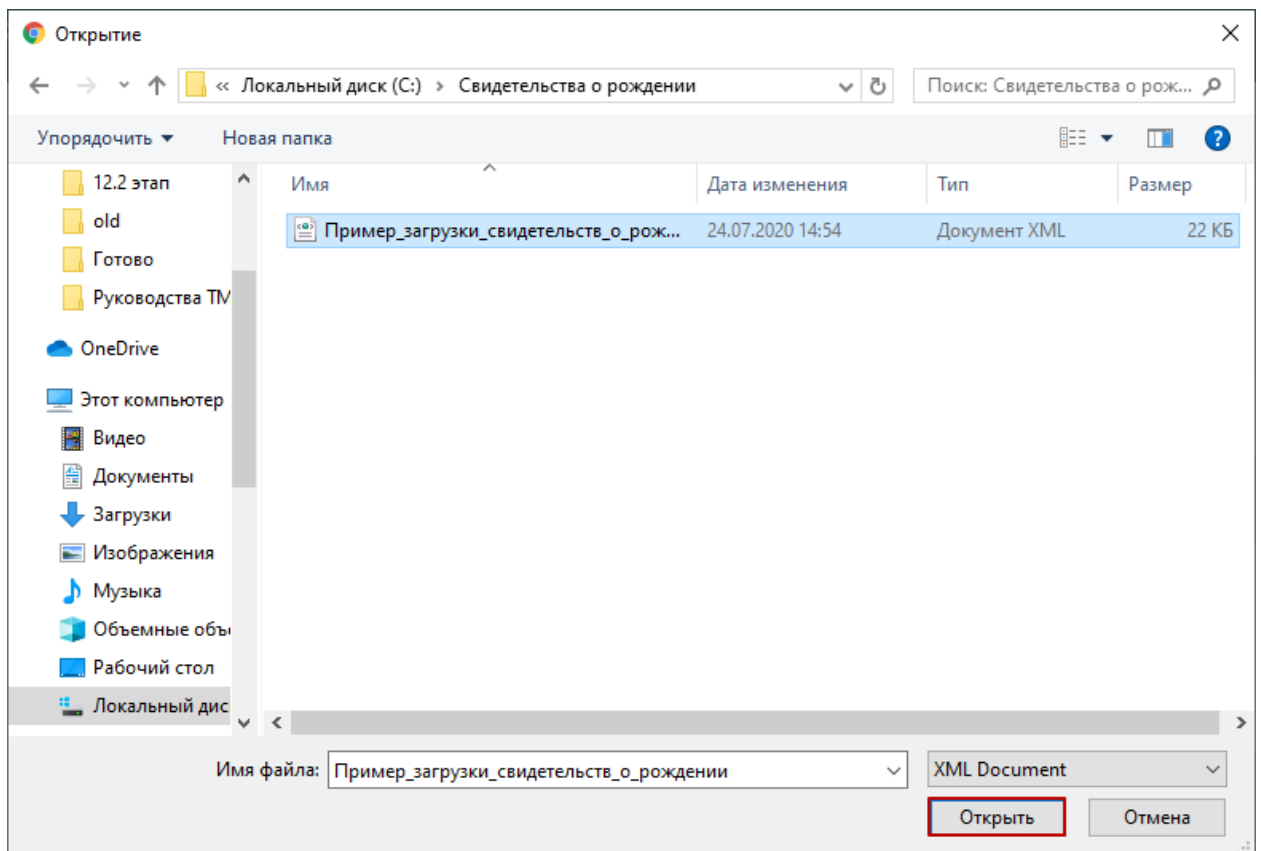 Открытие
« Локальный диск (C:) › Свидетельства о рождении
Поиск: Свидетельства о рож...
Упорядочить
Новая папка
Имя
Дата изменения
Тип
Размер
Пример_загрузки_свидетельств_о_рож...
24.07.2020 14:54
Документ XML
22 КБ
12.2 этап
old
Готово
Руководства ТМ
OneDrive
Этот компьютер
Видео
Документы
Загрузки
Изображения
Музыка
Объемные объ
Рабочий стол
Локальный дис
Имя файла:
Пример_загрузки_свидетельств_о_рождении
XML Document
Открыть
Отмена